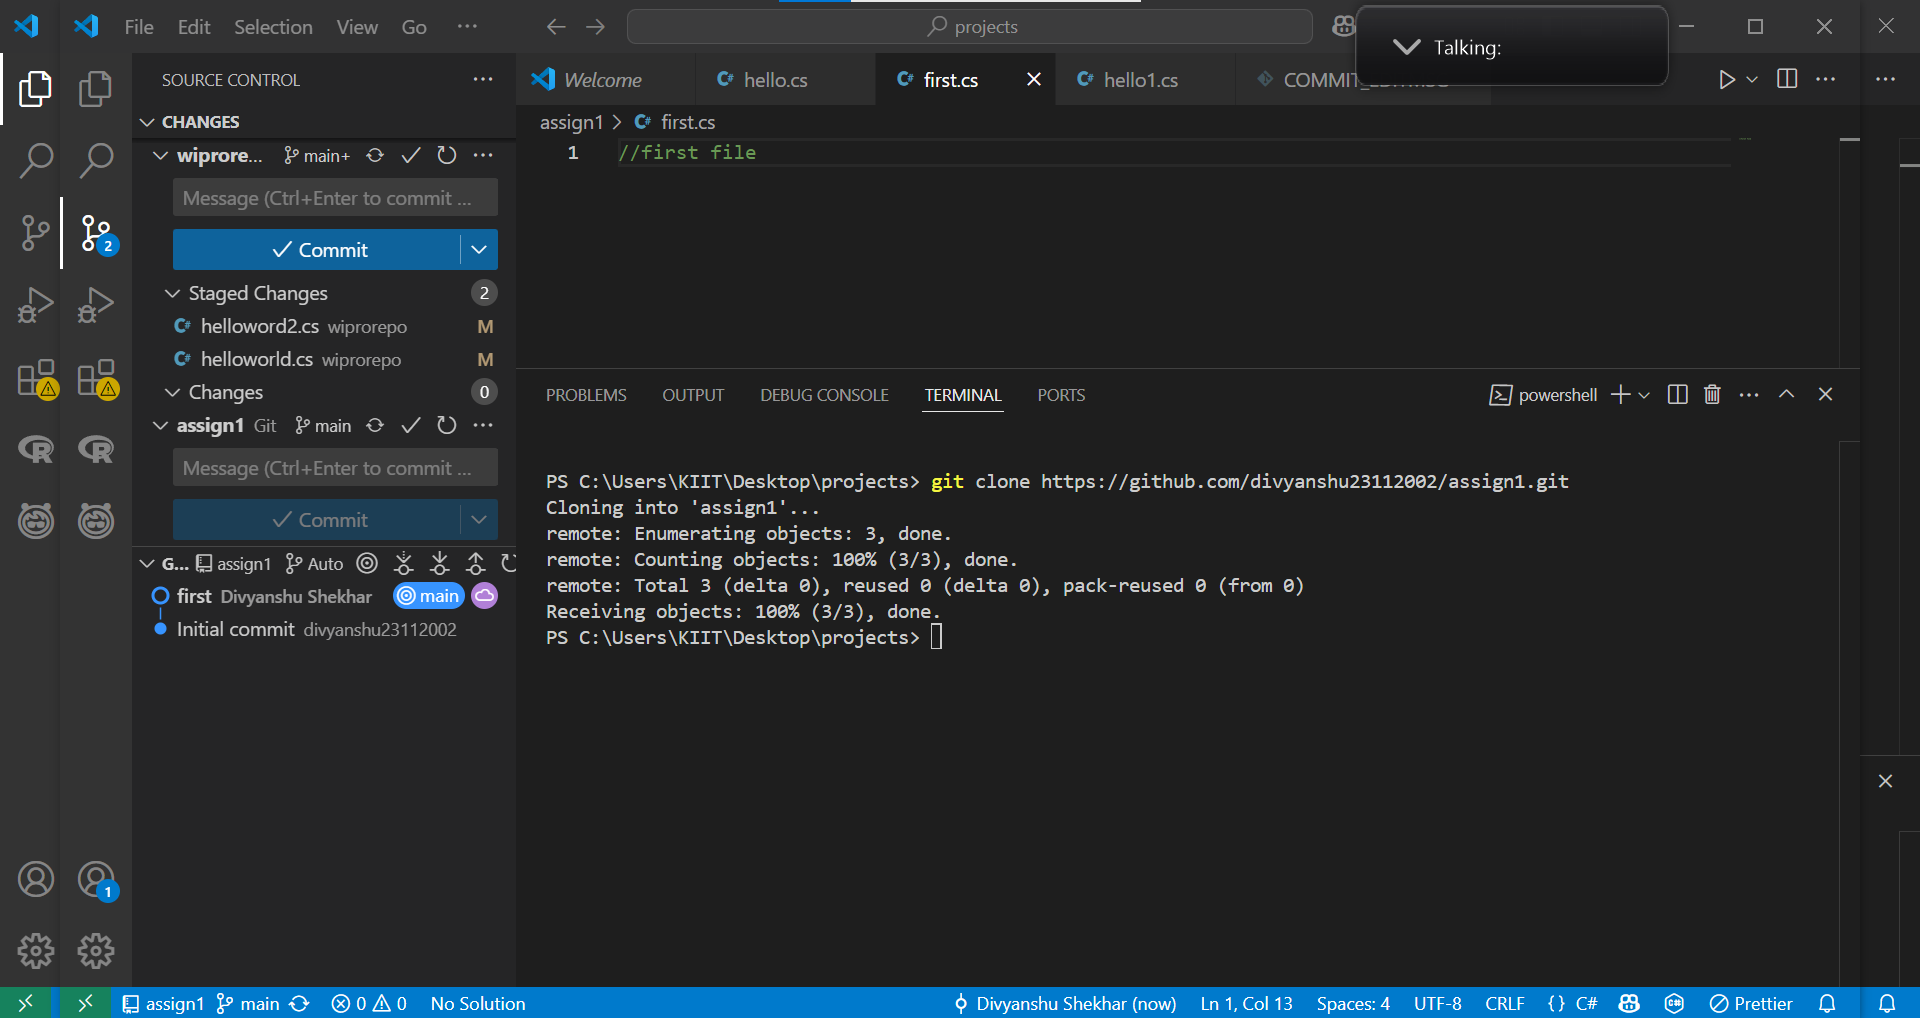 File Edit Selection View Go ···
projects
Talking:
SOURCE CONTROL
CHANGES
wiprore... main+
Message (Ctrl+Enter to commit ...
Commit
Staged Changes 2
helloword2.cs wiprorepo M
helloworld.cs wiprorepo M
Changes 0
assign1 Git main
Message (Ctrl+Enter to commit ...
Commit
G... assign1 Auto
first Divyanshu Shekhar main
Initial commit divyanshu23112002
2
1
Welcome hello.cs first.cs hello1.cs
assign1 > first.cs
1 //first file
PROBLEMS OUTPUT DEBUG CONSOLE TERMINAL PORTS powershell
PS C:\Users\KIIT\Desktop\projects> git clone https://github.com/divyanshu23112002/assign1.git
Cloning into 'assign1'...
remote: Enumerating objects: 3, done.
remote: Counting objects: 100% (3/3), done.
remote: Total 3 (delta 0), reused 0 (delta 0), pack-reused 0 (from 0)
Receiving objects: 100% (3/3), done.
PS C:\Users\KIIT\Desktop\projects>
assign1 main 0 0 No Solution Divyanshu Shekhar (now) Ln 1, Col 13 Spaces: 4 UTF-8 CRLF {} C# Prettier